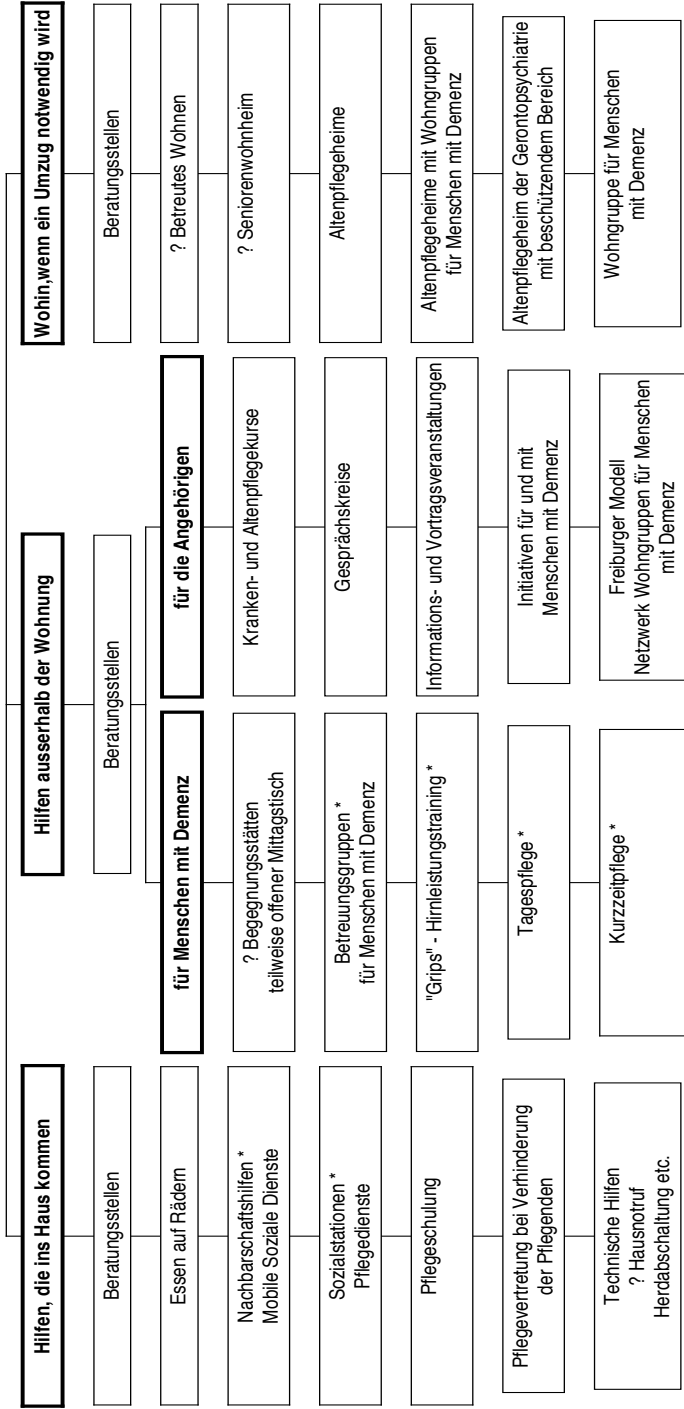 Hilfen, die ins Haus kommen
Beratungsstellen
Essen auf Rädern
Nachbarschaftshilfen *
Mobile Soziale Dienste
Sozialstationen *
Pflegedienste
Pflegeschulung
Pflegevertretung bei Verhinderung
der Pflegenden
Technische Hilfen
? Hausnotruf
Herdabschaltung etc.
Hilfen ausserhalb der Wohnung
Beratungsstellen
für Menschen mit Demenz
? Begegnungsstätten
teilweise offener Mittagstisch
Betreuungsgruppen *
für Menschen mit Demenz
"Grips" - Hirnleistungstraining *
Tagespflege *
Kurzzeitpflege *
für die Angehörigen
Kranken- und Altenpflegekurse
Gesprächskreise
Informations- und Vortragsveranstaltungen
Initiativen für und mit
Menschen mit Demenz
Freiburger Modell
Netzwerk Wohngruppen für Menschen
mit Demenz
Wohin,wenn ein Umzug notwendig wird
Beratungsstellen
? Betreutes Wohnen
? Seniorenwohnheim
Altenpflegeheime
Altenpflegeheime mit Wohngruppen
für Menschen mit Demenz
Altenpflegeheim der Gerontopsychiatrie
mit beschützendem Bereich
Wohngruppe für Menschen
mit Demenz